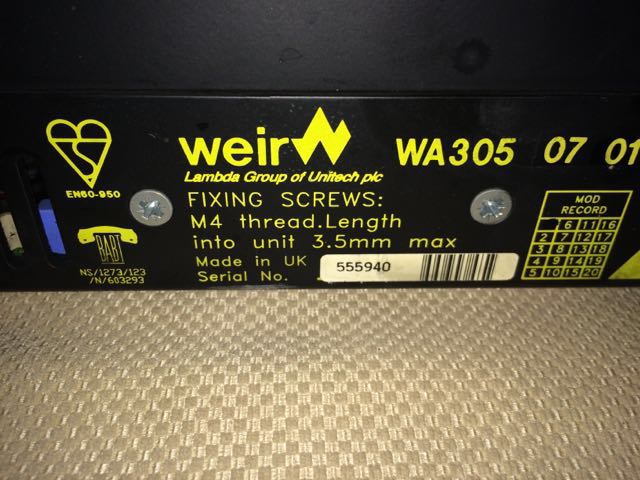 weir
Lambda Group of Unitech plc
WA305 07 01
EN60-950
FIXING SCREWS:
M4 thread.Length
into unit 3.5mm max
Made in UK
Serial No. 555940
BABT
NS/1273/123
/N/603293
MOD
RECORD
6 11 16
2 7 12 17
3 8 13 18
4 9 14 19
5 10 15 20